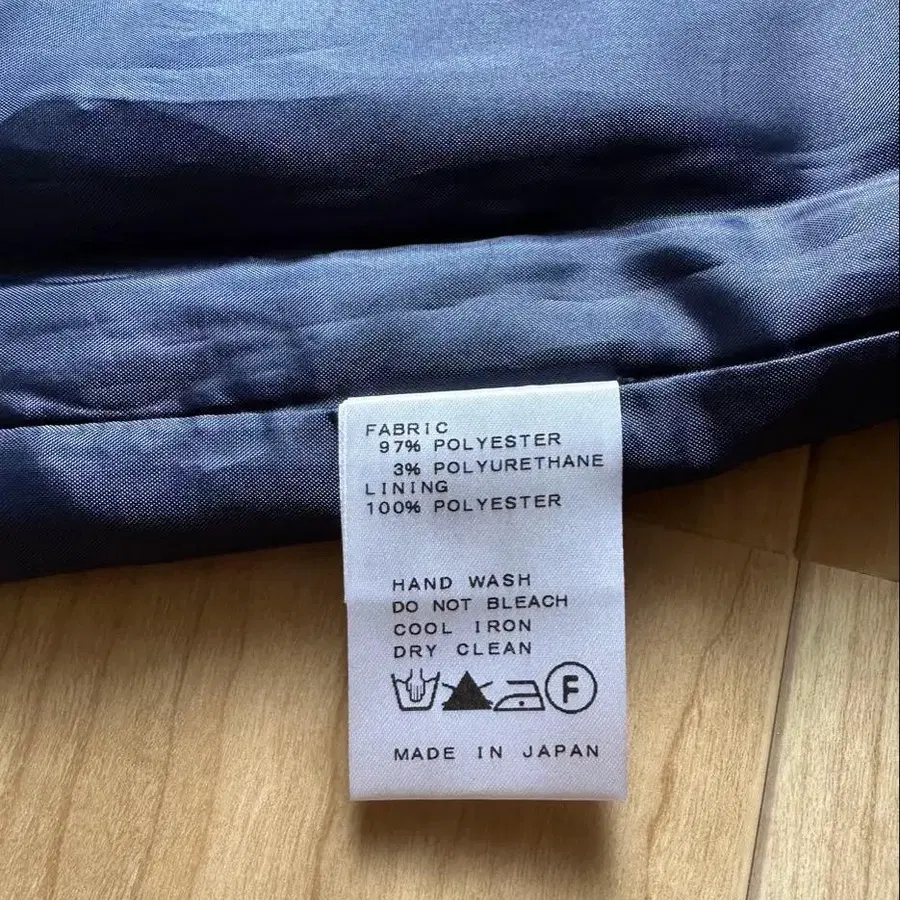 FABRIC
97% POLYESTER
3% POLYURETHANE
LINING
100% POLYESTER
HAND WASH
DO NOT BLEACH
COOL IRON
DRY CLEAN
F
MADE IN JAPAN